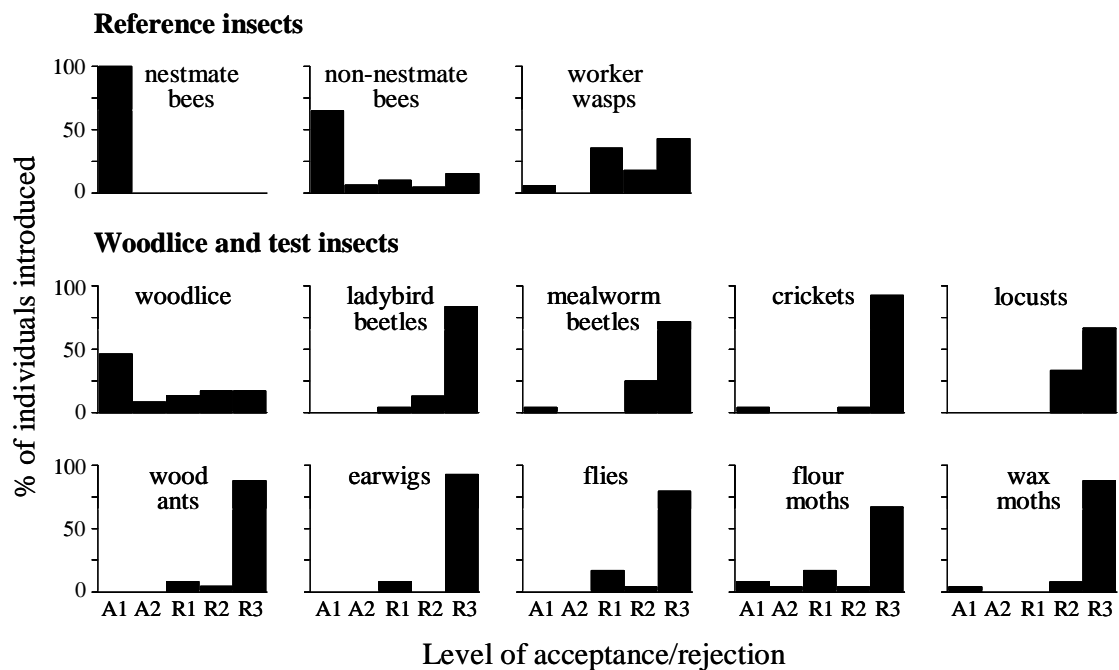 Reference insects
100
50
0
nestmate
bees
non-nestmate
bees
worker
wasps
% of individuals introduced
Woodlice and test insects
100
50
0
woodlice
ladybird
beetles
mealworm
beetles
crickets
locusts
100
50
0
wood
ants
earwigs
flies
flour
moths
wax
moths
A1 A2 R1 R2 R3
A1 A2 R1 R2 R3
A1 A2 R1 R2 R3
A1 A2 R1 R2 R3
A1 A2 R1 R2 R3
Level of acceptance/rejection